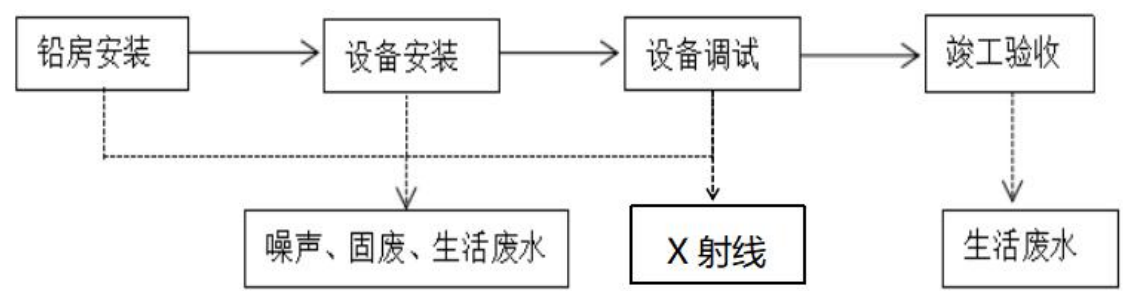 铅房安装
设备安装
设备调试
竣工验收
噪声、固废、生活废水
X 射线
生活废水